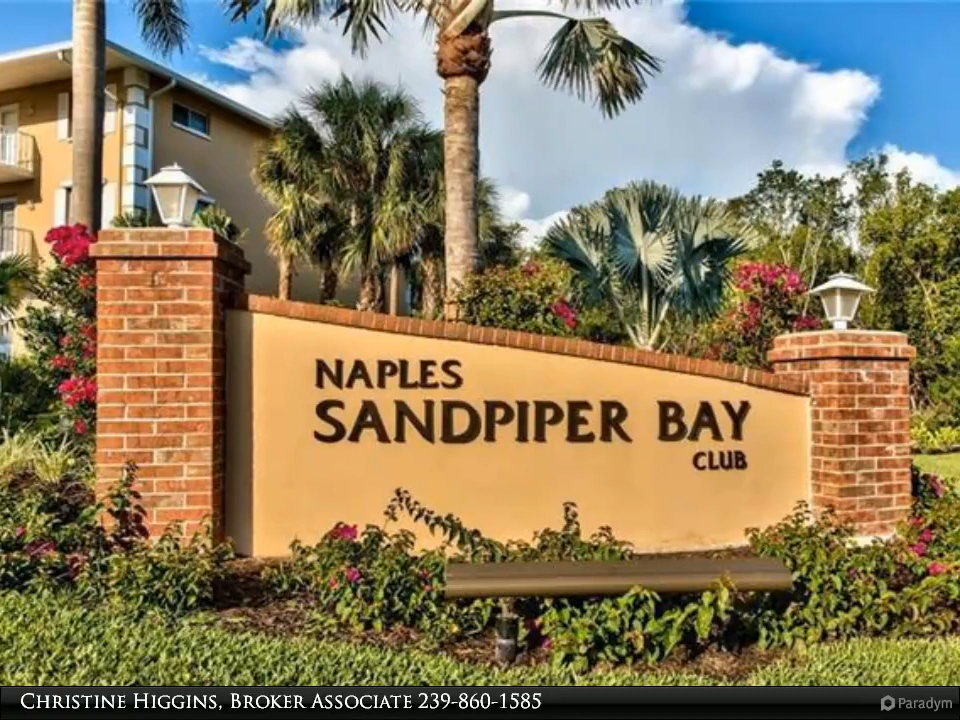 NAPLES
SANDPIPER BAY
CLUB
CHRISTINE HIGGINS, BROKER ASSOCIATE 239-860-1585
Paradym